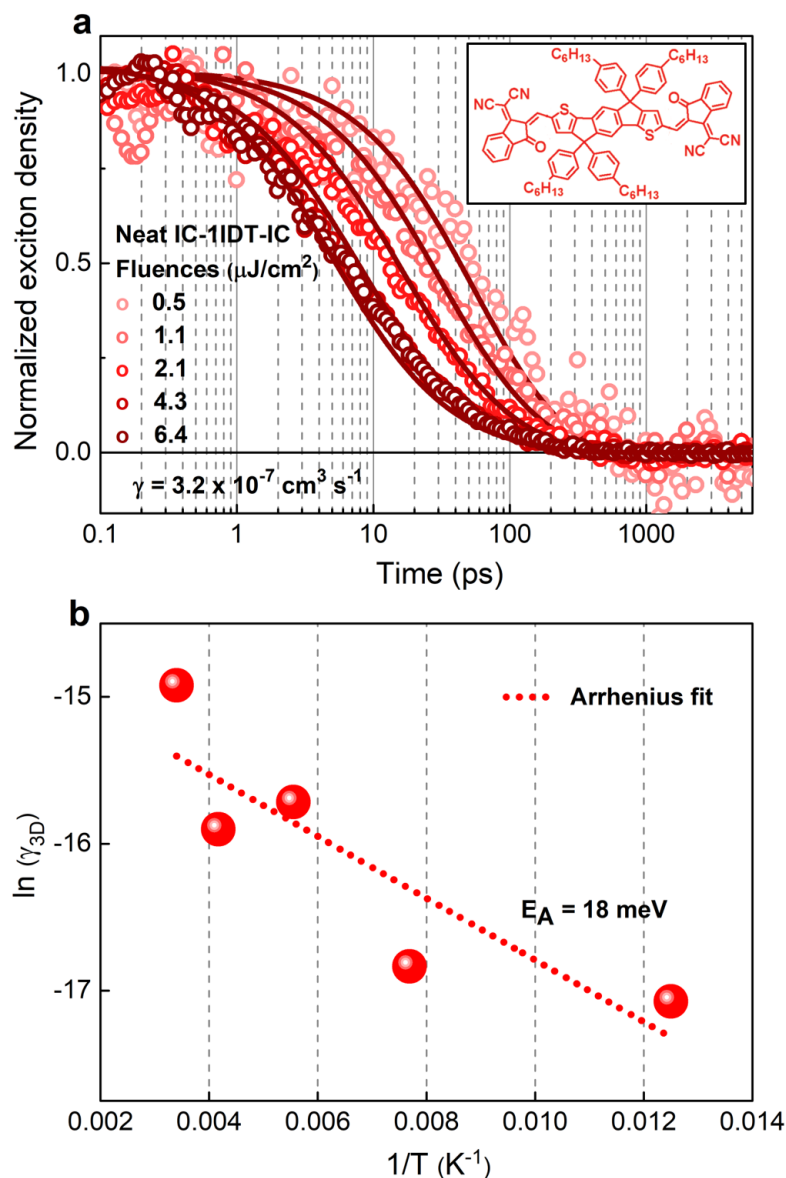 a
Normalized exciton density
1.0
0.5
0.0
C₆H₁₃
C₆H₁₃
NC
CN
S
O
O
S
CN
NC
C₆H₁₃
C₆H₁₃
Neat IC-1IDT-IC
Fluences (μJ/cm²)
0.5
1.1
2.1
4.3
6.4
γ = 3.2 x 10⁻⁷ cm³ s⁻¹
0.1 1 10 100 1000
Time (ps)
b
ln (γ₃D)
-15
-16
-17
Arrhenius fit
E_A = 18 meV
0.002 0.004 0.006 0.008 0.010 0.012 0.014
1/T (K⁻¹)